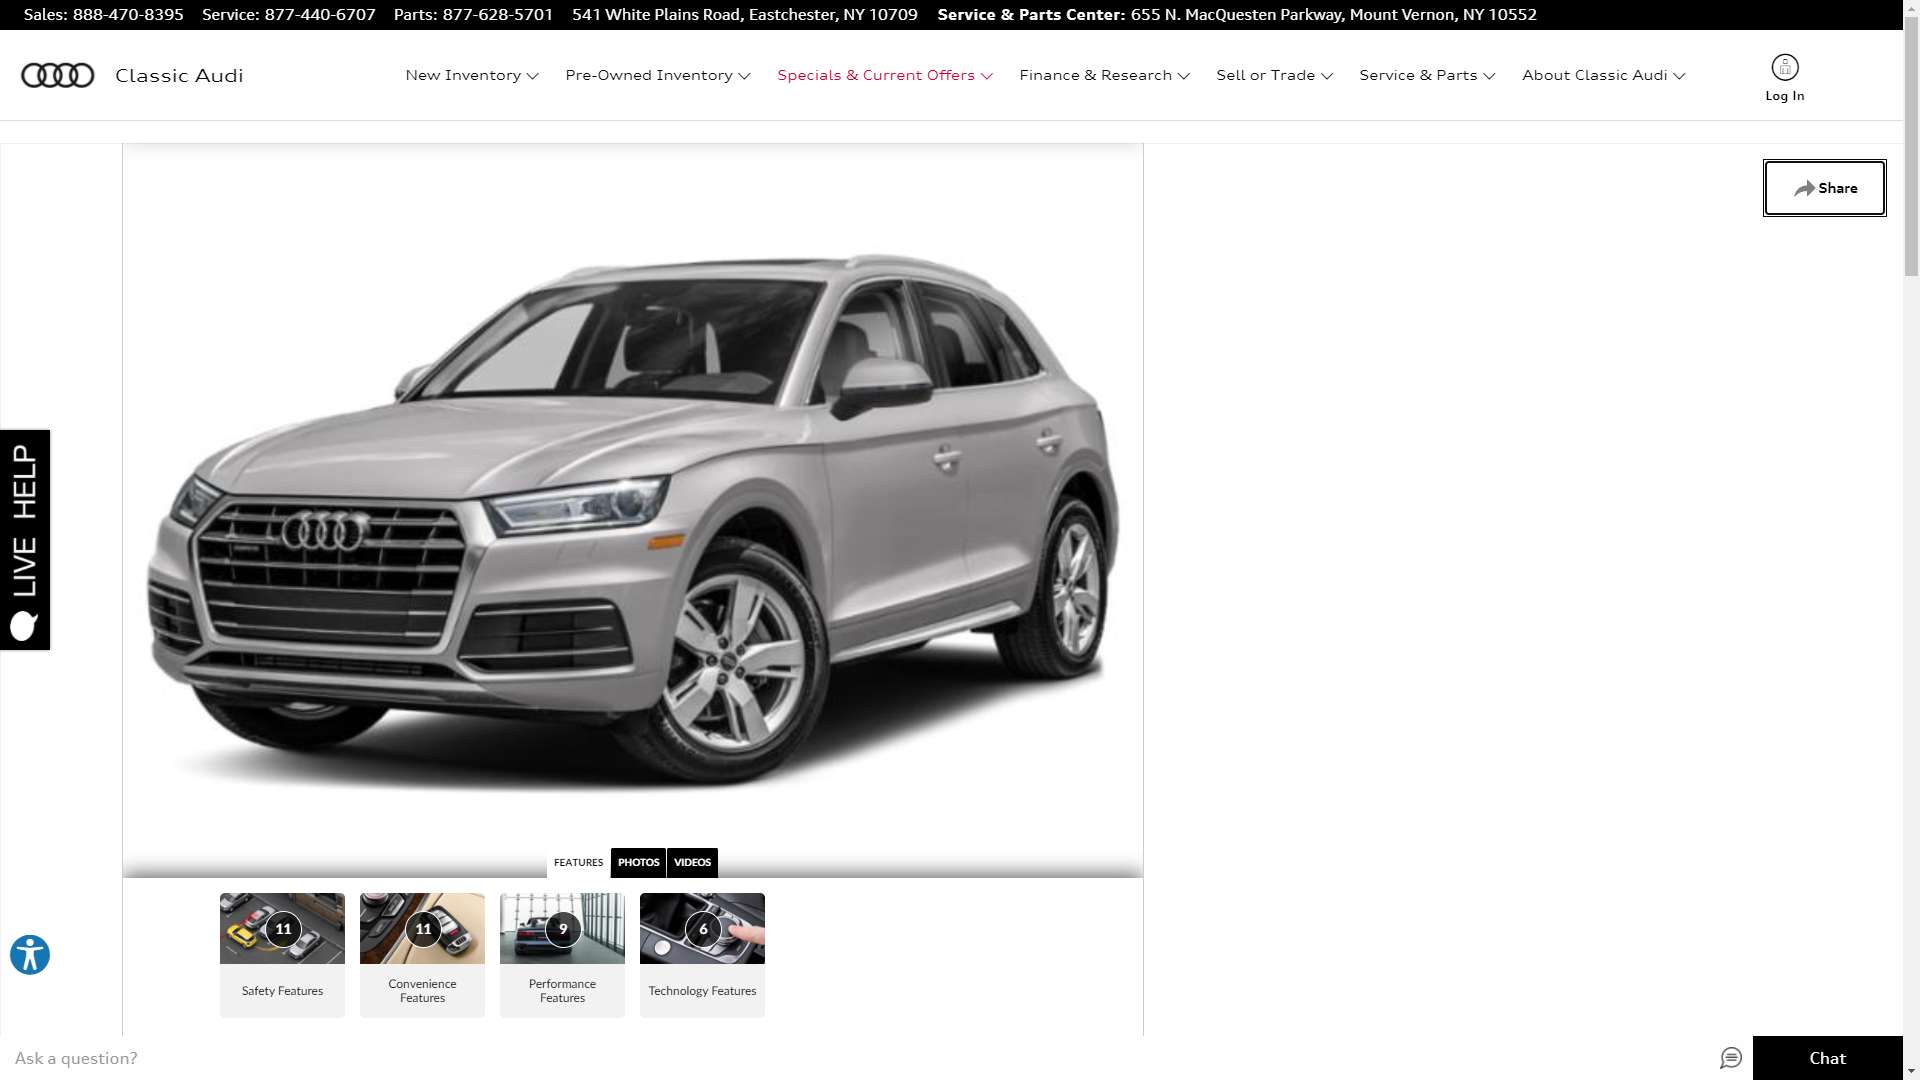 Sales: 888-470-8395 Service: 877-440-6707 Parts: 877-628-5701 541 White Plains Road, Eastchester, NY 10709 Service & Parts Center: 655 N. MacQuesten Parkway, Mount Vernon, NY 10552
Classic Audi
New Inventory Pre-Owned Inventory Specials & Current Offers Finance & Research Sell or Trade Service & Parts About Classic Audi
Log In
Share
LIVE HELP
FEATURES PHOTOS VIDEOS
11 11 9 6
Safety Features
Convenience
Features
Performance
Features
Technology Features
Ask a question?
Chat